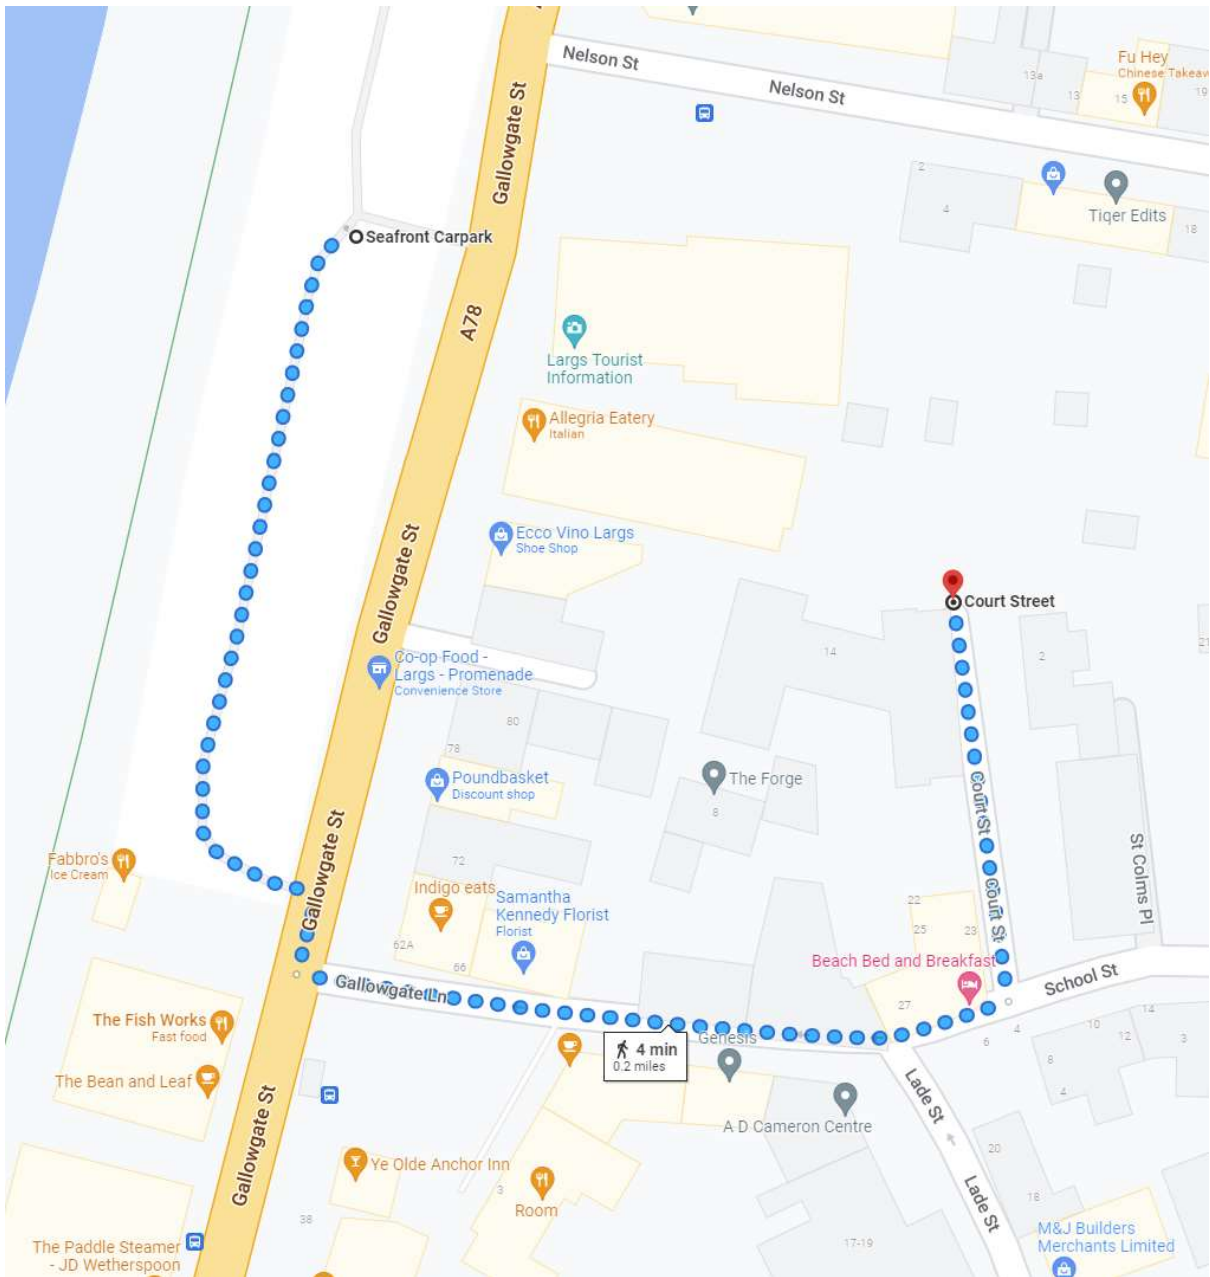 Nelson St
Nelson St
Fu Hey
Chinese Takeaw
13a
13
15
19
Gallowgate St
2
4
Tiqer Edits
18
Seafront Carpark
A78
Largs Tourist
Information
Allegria Eatery
Italian
Ecco Vino Largs
Shoe Shop
Gallowgate St
Court Street
Co-op Food -
Largs - Promenade
Convenience Store
14
2
21
80
78
Poundbasket
Discount shop
The Forge
8
Court St
St Colms Pl
Gallowgate St
Fabbro's
Ice Cream
72
Indigo eats
Samantha
Kennedy Florist
Florist
62A
66
22
25
23
Court St
Beach Bed and Breakfast
27
School St
Gallowgate Ln
The Fish Works
Fast food
4 min
0.2 miles
Genesis
6
4
10
14
12
3
The Bean and Leaf
8
4
Lade St
A D Cameron Centre
Gallowgate St
Ye Olde Anchor Inn
3
Room
20
18
Lade St
38
17-19
The Paddle Steamer
- JD Wetherspoon
M&J Builders
Merchants Limited